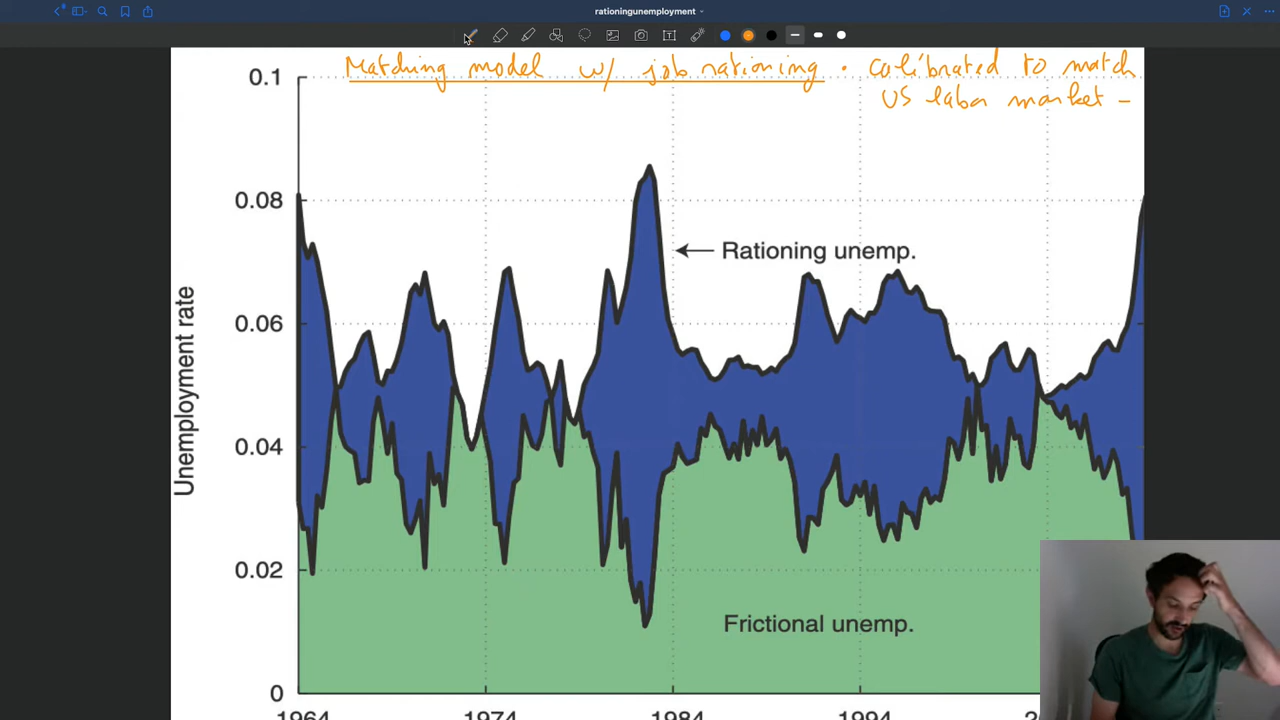 rationingunemployment
Matching model w/ job rationing . calibrated to match
US labor market -
0.1
0.08
0.06
0.04
0.02
0
Unemployment rate
Rationing unemp.
Frictional unemp.
1964 1974 1984 1994